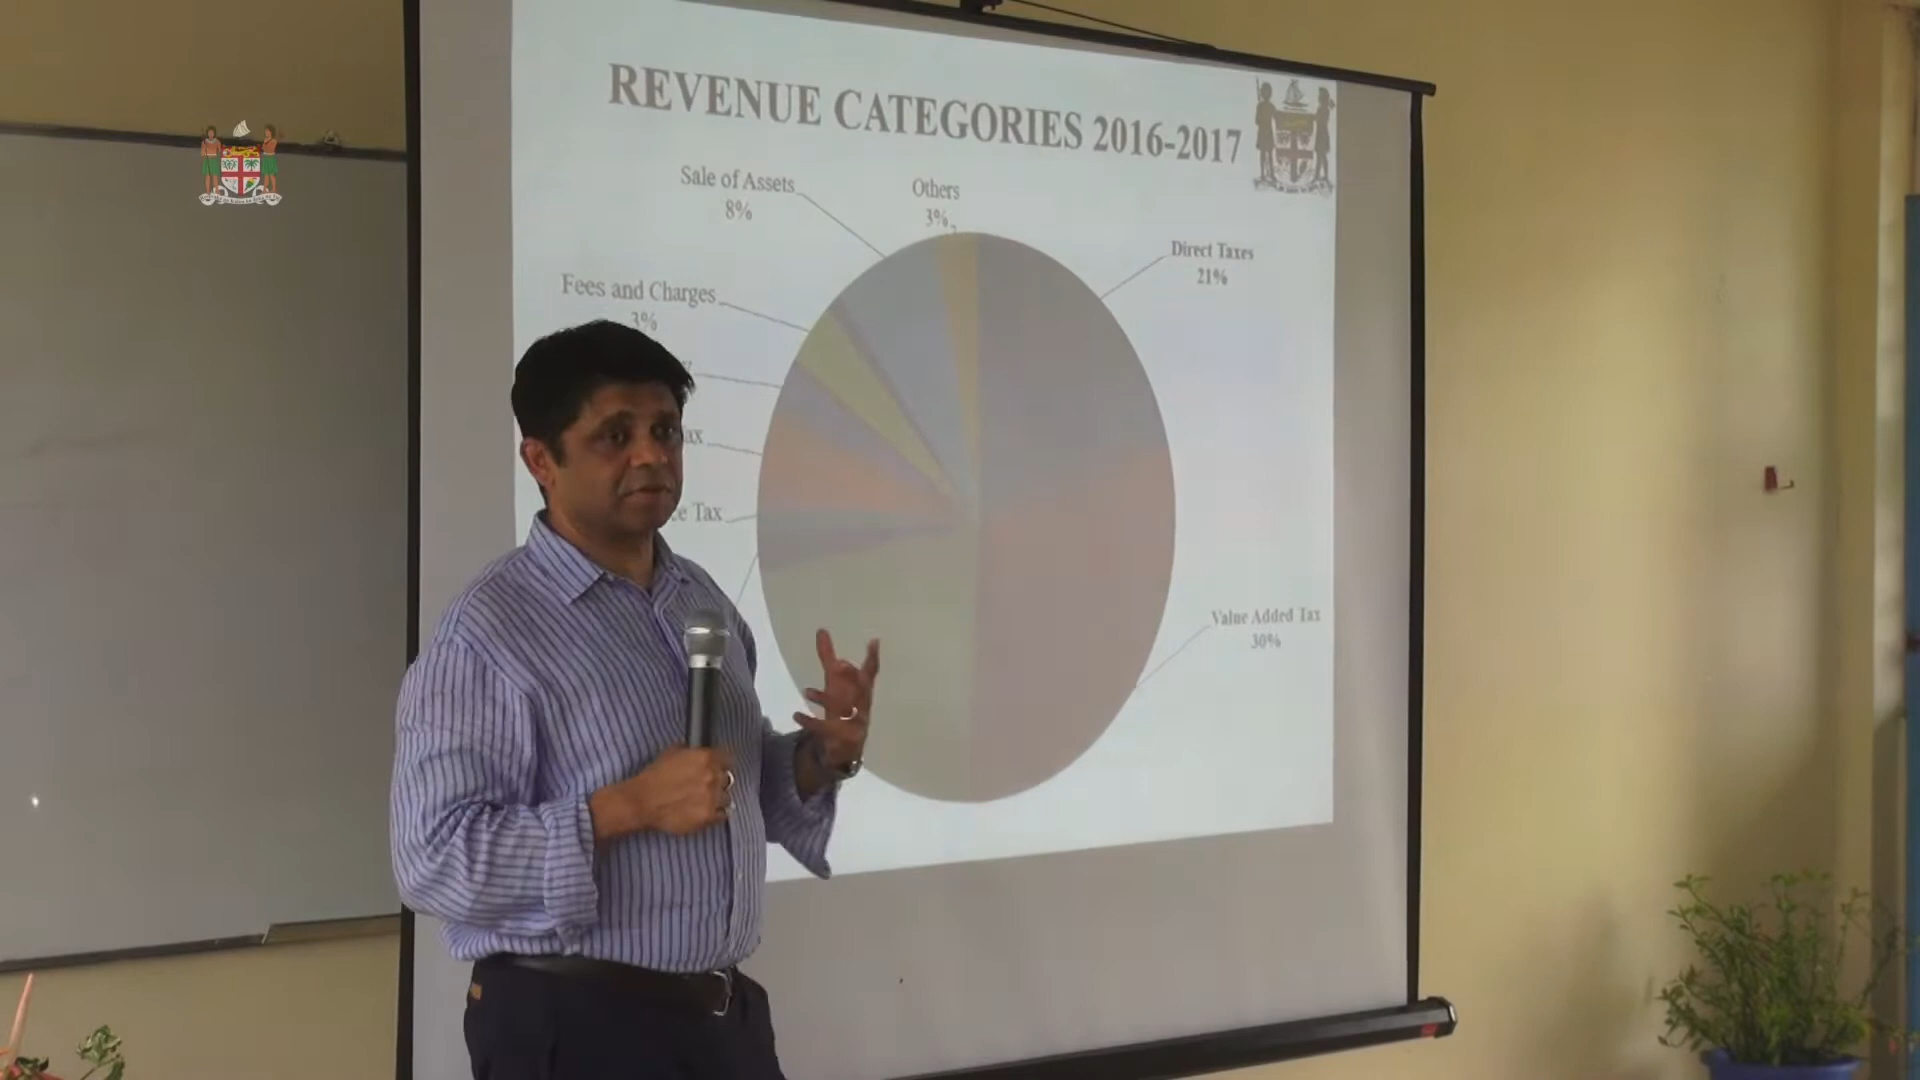 REVENUE CATEGORIES 2016-2017
Sale of Assets
8%
Others
3%
Direct Taxes
21%
Fees and Charges
3%
Tax
Value Added Tax
30%